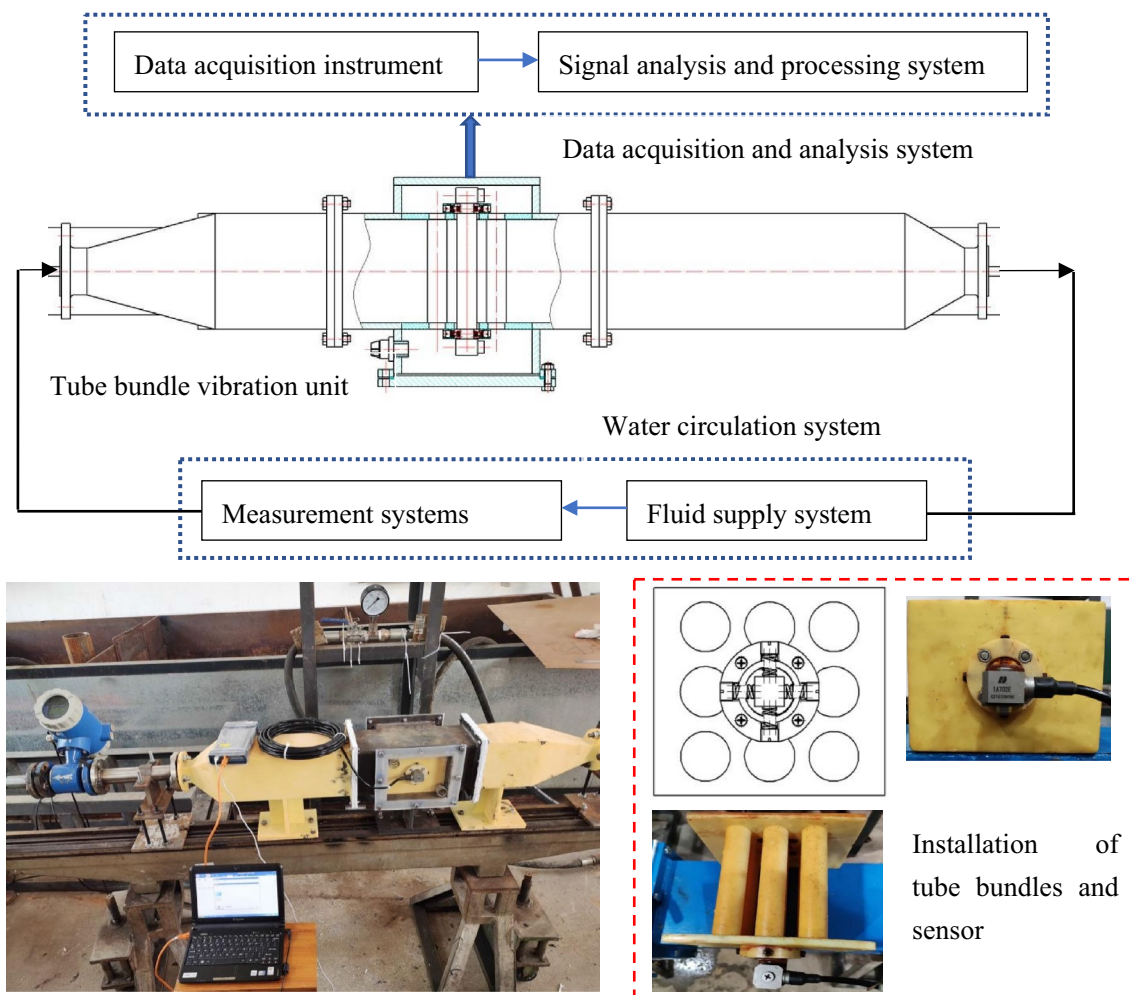 Data acquisition instrument
Signal analysis and processing system
Data acquisition and analysis system
Tube bundle vibration unit
Water circulation system
Measurement systems
Fluid supply system
1A702E
Installation of
tube bundles and
sensor